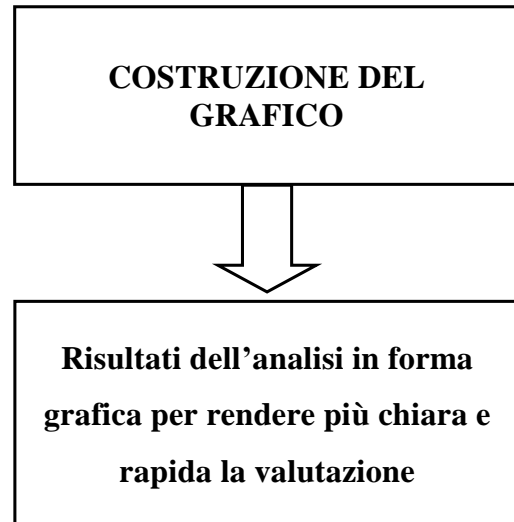 COSTRUZIONE DEL
GRAFICO
Risultati dell’analisi in forma
grafica per rendere più chiara e
rapida la valutazione